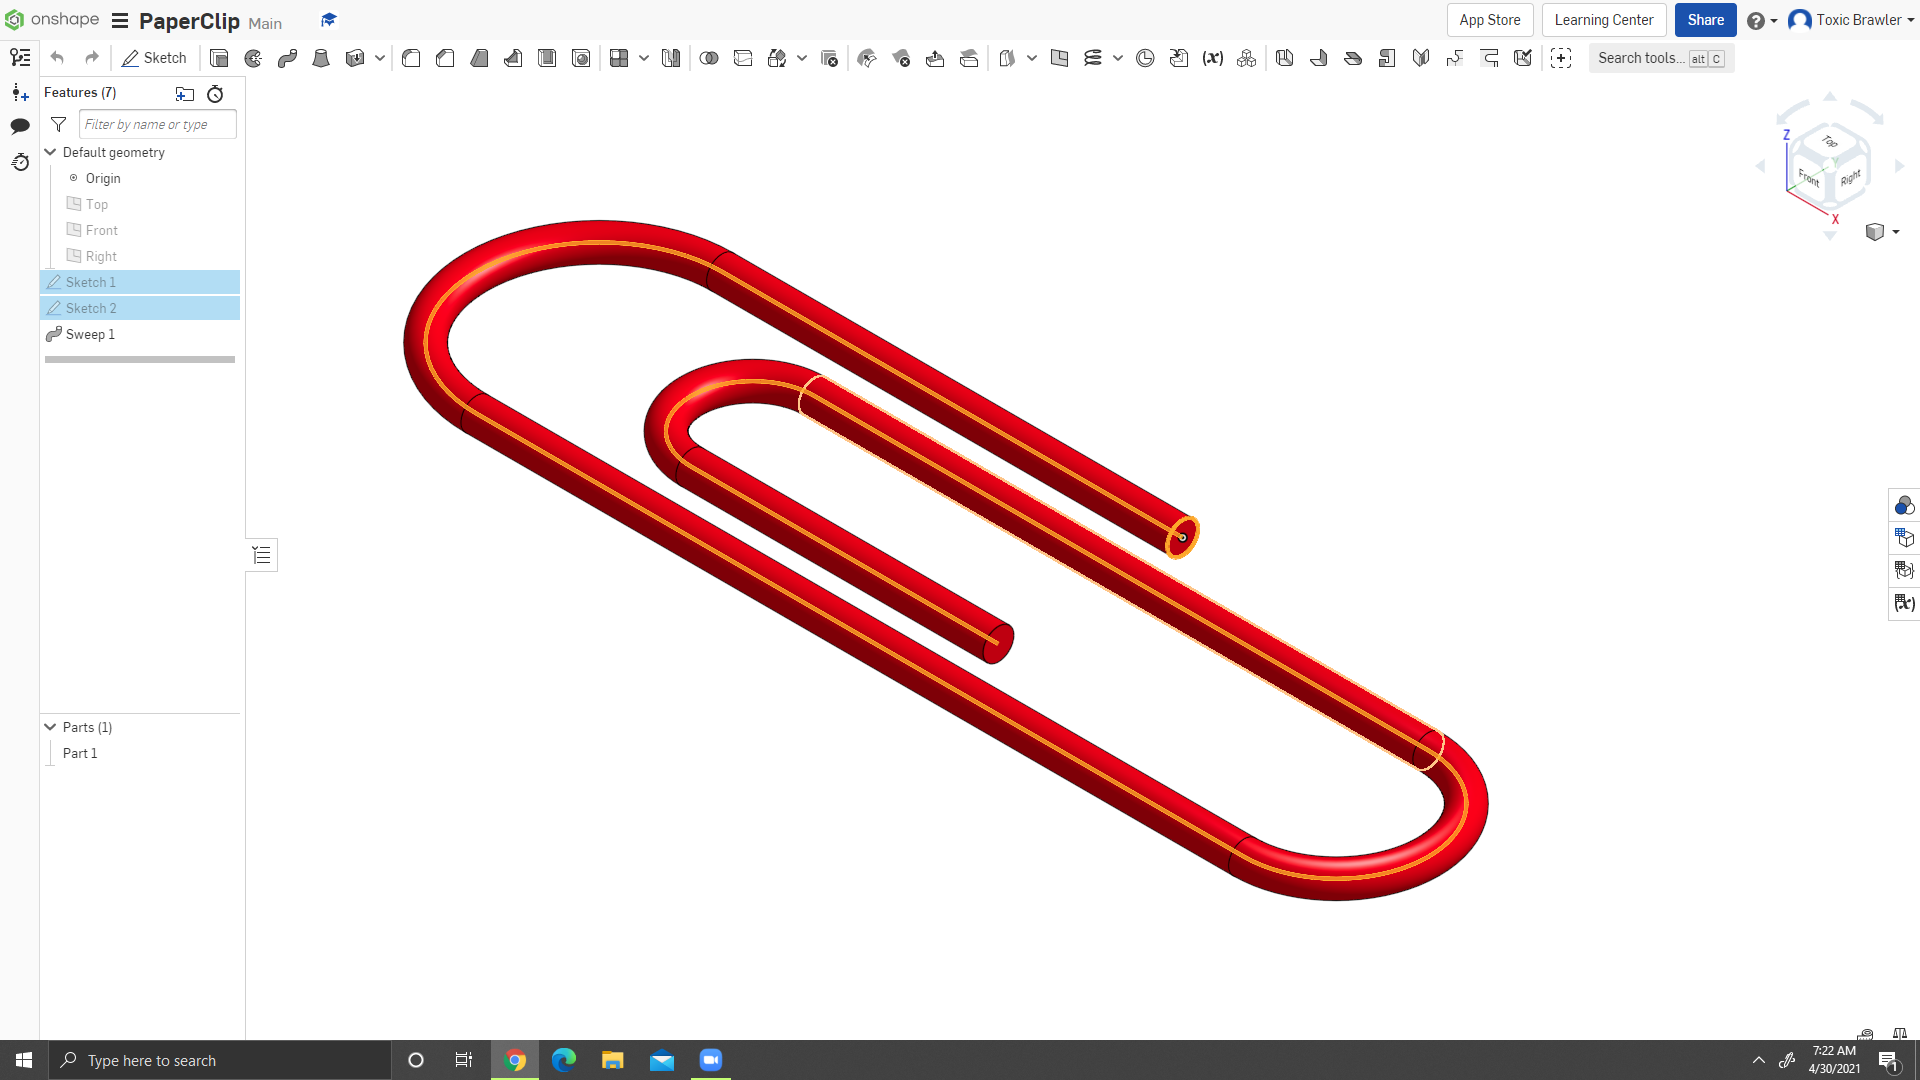 onshape PaperClip Main App Store Learning Center Share Toxic Brawler
Sketch (x) Search tools... alt C
Features (7)
Filter by name or type
Default geometry
Origin
Top
Front
Right
Sketch 1
Sketch 2
Sweep 1
Parts (1)
Part 1
Z
Top
Front
Right
X
(x)
Type here to search
7:22 AM
4/30/2021
1